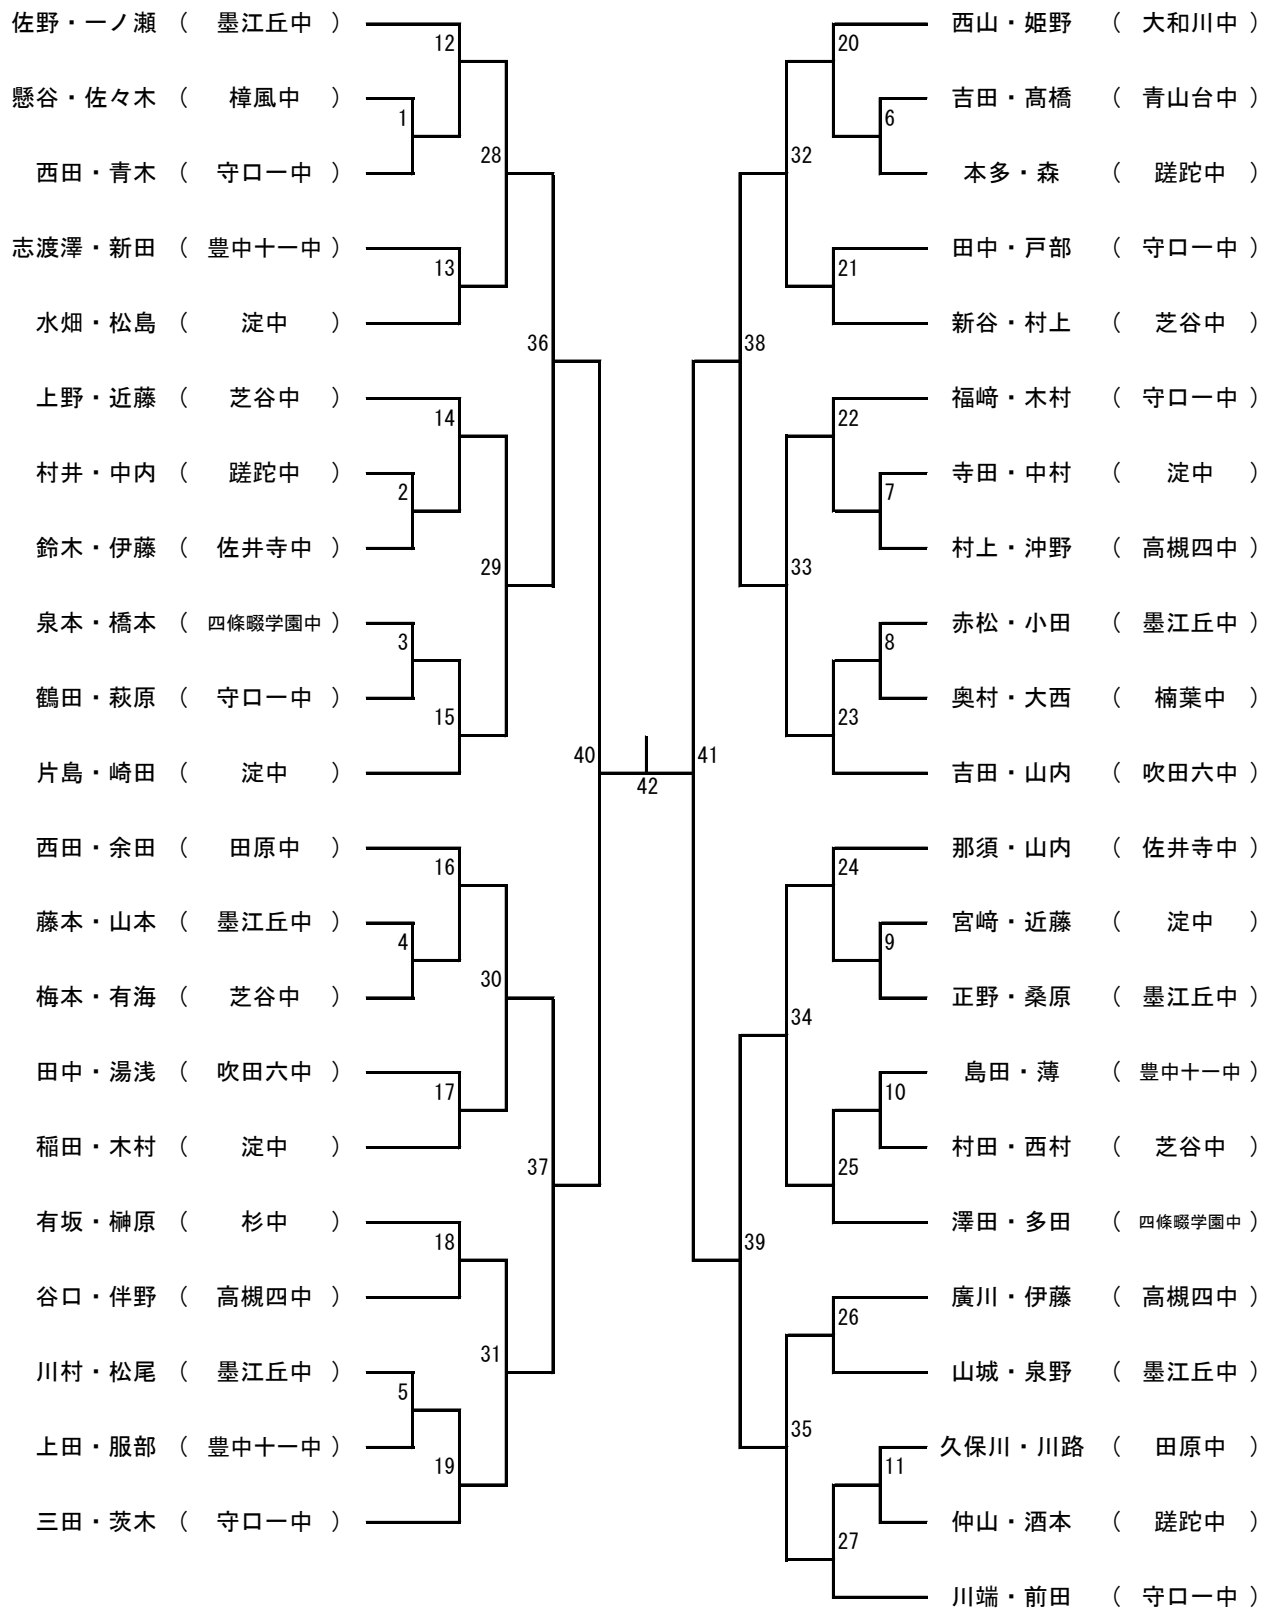 佐野・一ノ瀬 （ 墨江丘中 ）
12
懸谷・佐々木 （ 樟風中 ）
1
西田・青木 （ 守口一中 ）
28
志渡澤・新田 （ 豊中十一中 ）
13
水畑・松島 （ 淀中 ）
36
上野・近藤 （ 芝谷中 ）
14
村井・中内 （ 蹉跎中 ）
2
鈴木・伊藤 （ 佐井寺中 ）
29
泉本・橋本 （ 四條畷学園中 ）
3
鶴田・萩原 （ 守口一中 ）
15
片島・崎田 （ 淀中 ）
40
西田・余田 （ 田原中 ）
16
藤本・山本 （ 墨江丘中 ）
4
梅本・有海 （ 芝谷中 ）
30
田中・湯浅 （ 吹田六中 ）
17
稲田・木村 （ 淀中 ）
37
有坂・榊原 （ 杉中 ）
18
谷口・伴野 （ 高槻四中 ）
31
川村・松尾 （ 墨江丘中 ）
5
上田・服部 （ 豊中十一中 ）
19
三田・茨木 （ 守口一中 ）
42
西山・姫野 （ 大和川中 ）
20
吉田・髙橋 （ 青山台中 ）
6
本多・森 （ 蹉跎中 ）
32
田中・戸部 （ 守口一中 ）
21
新谷・村上 （ 芝谷中 ）
38
福﨑・木村 （ 守口一中 ）
22
寺田・中村 （ 淀中 ）
7
村上・沖野 （ 高槻四中 ）
33
赤松・小田 （ 墨江丘中 ）
8
奥村・大西 （ 楠葉中 ）
23
吉田・山内 （ 吹田六中 ）
41
那須・山内 （ 佐井寺中 ）
24
宮﨑・近藤 （ 淀中 ）
9
正野・桑原 （ 墨江丘中 ）
34
島田・薄 （ 豊中十一中 ）
10
村田・西村 （ 芝谷中 ）
25
澤田・多田 （ 四條畷学園中 ）
39
廣川・伊藤 （ 高槻四中 ）
26
山城・泉野 （ 墨江丘中 ）
35
久保川・川路 （ 田原中 ）
11
仲山・酒本 （ 蹉跎中 ）
27
川端・前田 （ 守口一中 ）